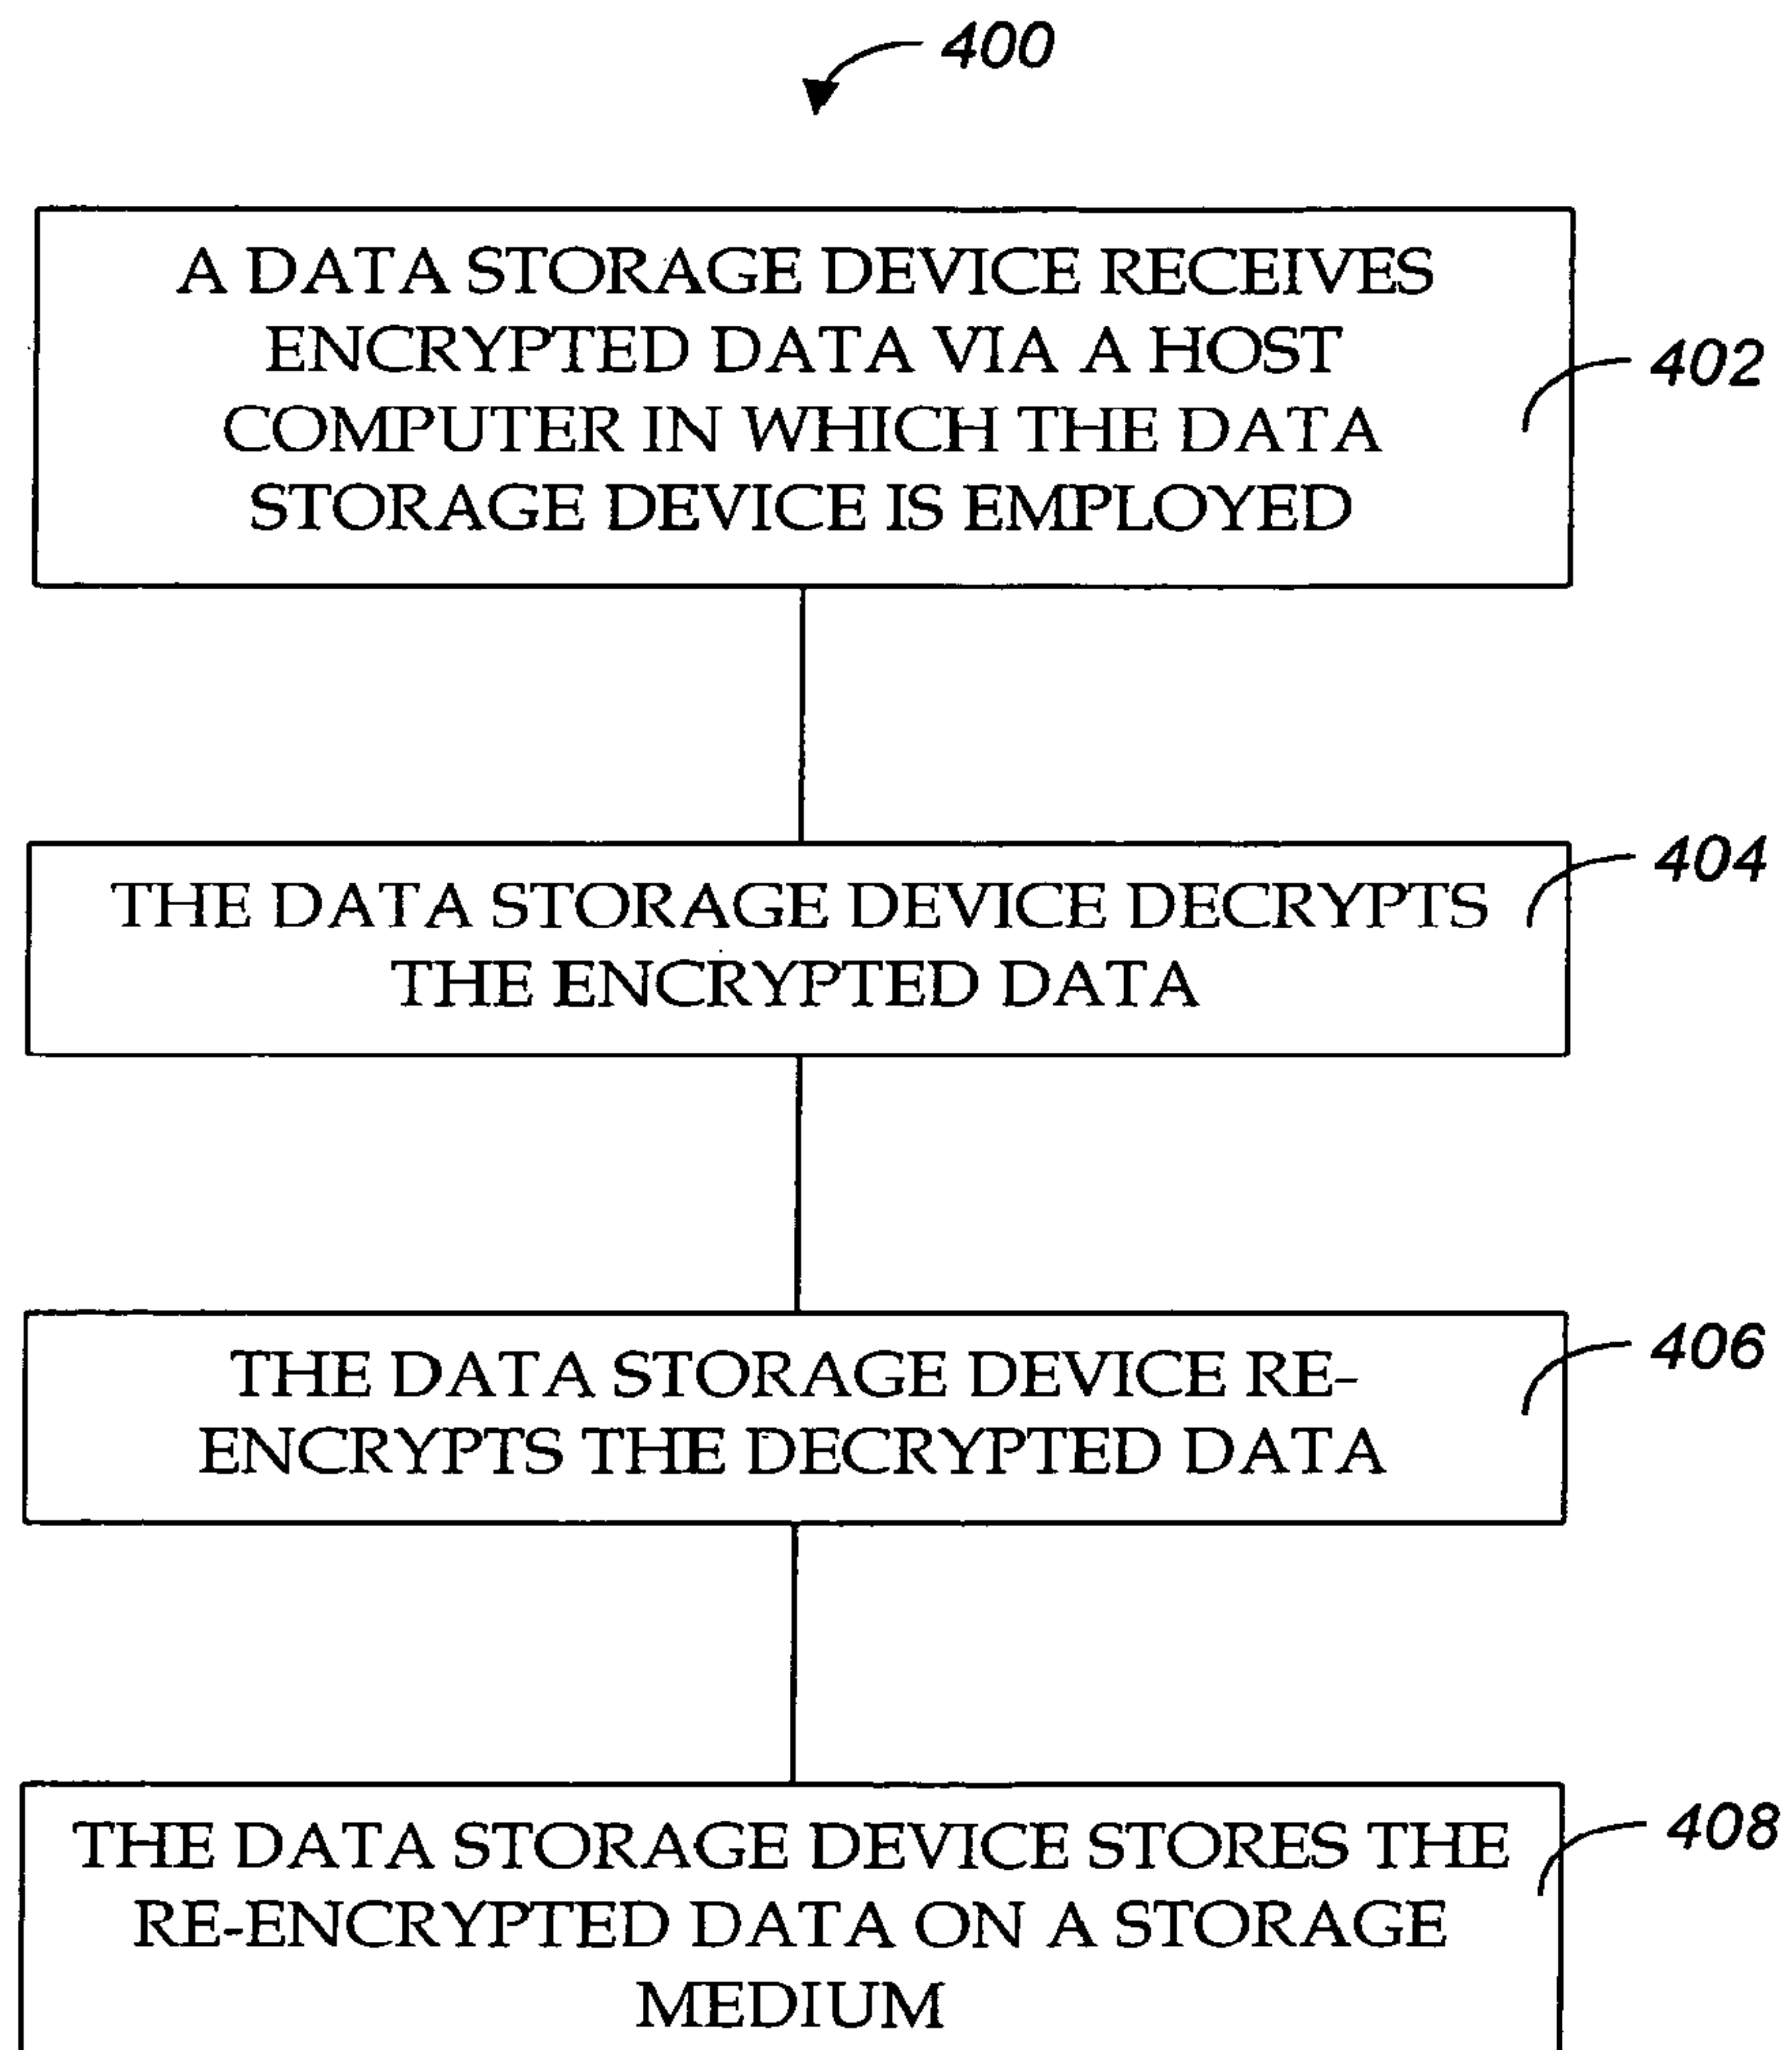 400
A DATA STORAGE DEVICE RECEIVES
ENCRYPTED DATA VIA A HOST
COMPUTER IN WHICH THE DATA
STORAGE DEVICE IS EMPLOYED
402
THE DATA STORAGE DEVICE DECRYPTS
THE ENCRYPTED DATA
404
THE DATA STORAGE DEVICE RE-
ENCRYPTS THE DECRYPTED DATA
406
THE DATA STORAGE DEVICE STORES THE
RE-ENCRYPTED DATA ON A STORAGE
MEDIUM
408